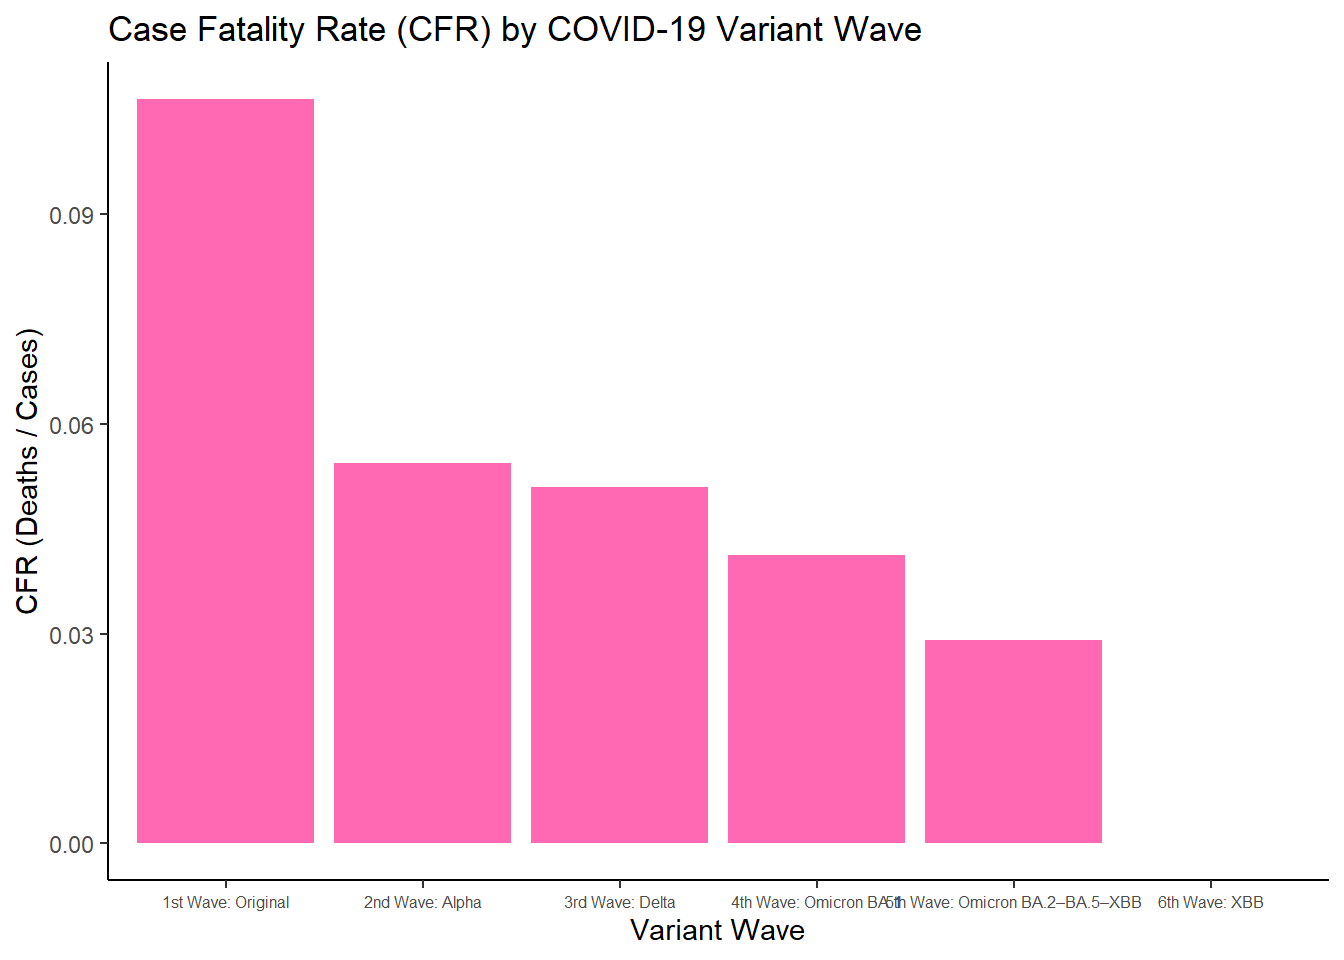 Case Fatality Rate (CFR) by COVID-19 Variant Wave
CFR (Deaths / Cases)
0.09
0.06
0.03
0.00
1st Wave: Original
2nd Wave: Alpha
3rd Wave: Delta
4th Wave: Omicron BA.1
5th Wave: Omicron BA.2–BA.5–XBB
6th Wave: XBB
Variant Wave